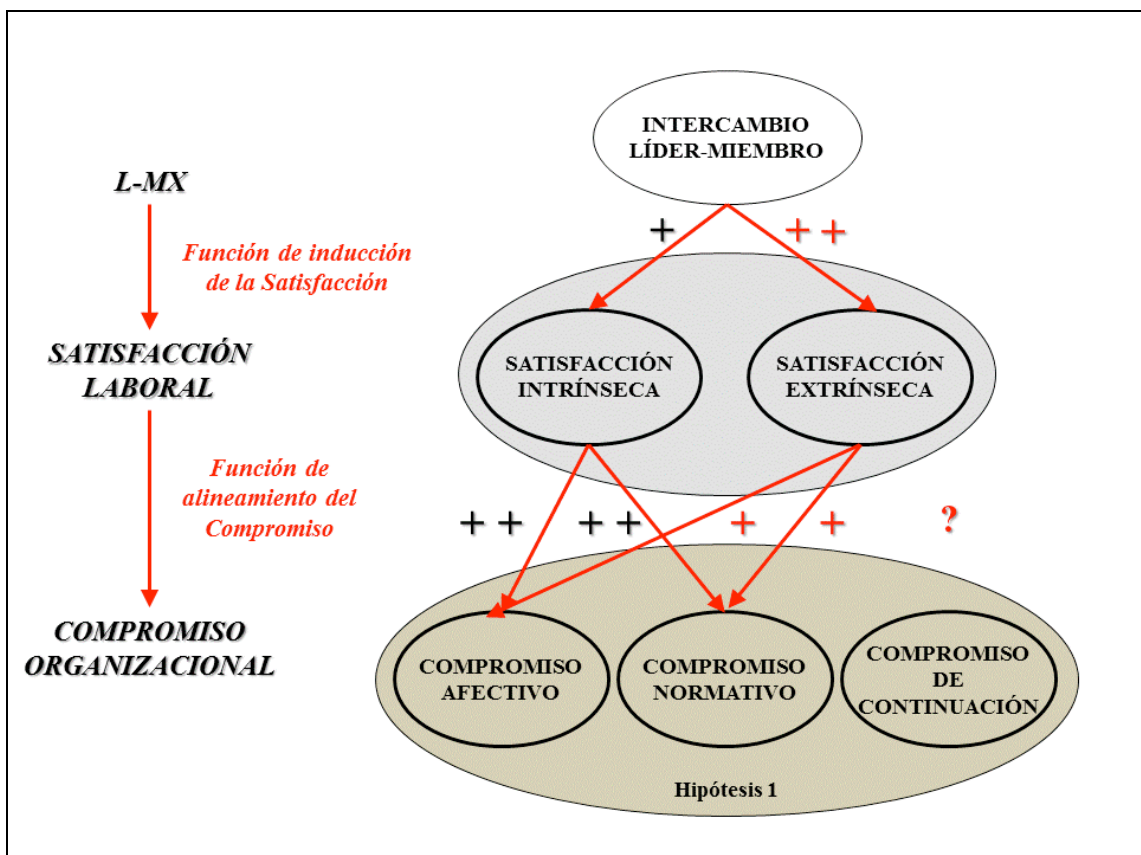 INTERCAMBIO
LÍDER-MIEMBRO
L-MX
+
+ +
Función de inducción
de la Satisfacción
SATISFACCIÓN
LABORAL
SATISFACCIÓN
INTRÍNSECA
SATISFACCIÓN
EXTRÍNSECA
Función de
alineamiento del
Compromiso
+ +
+ +
+
+
?
COMPROMISO
ORGANIZACIONAL
COMPROMISO
AFECTIVO
COMPROMISO
NORMATIVO
COMPROMISO
DE
CONTINUACIÓN
Hipótesis 1